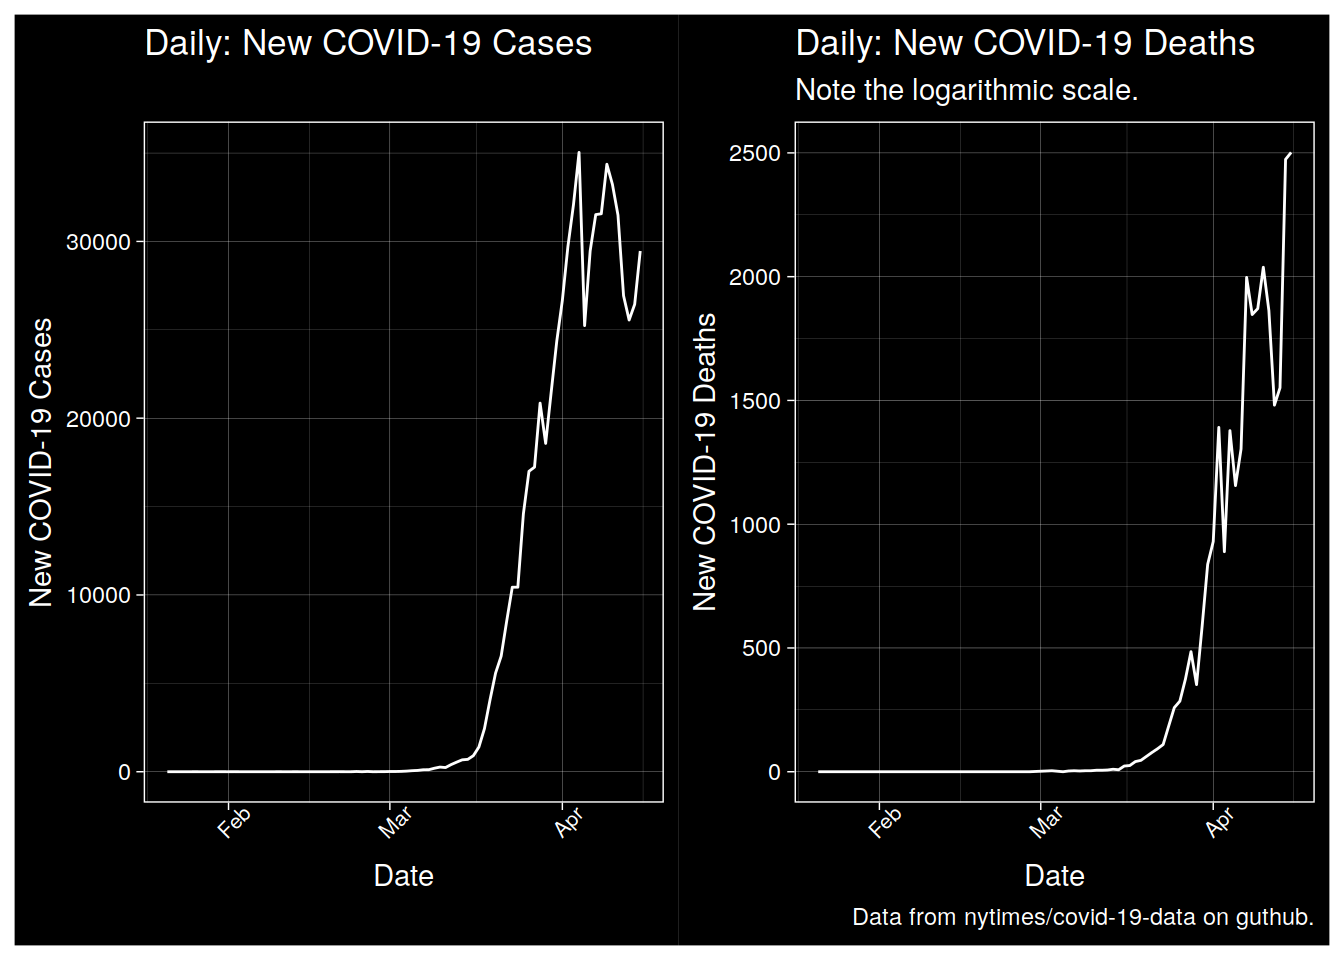 Daily: New COVID-19 Cases
New COVID-19 Cases
30000
20000
10000
0
Feb
Mar
Apr
Date
Daily: New COVID-19 Deaths
Note the logarithmic scale.
New COVID-19 Deaths
2500
2000
1500
1000
500
0
Feb
Mar
Apr
Date
Data from nytimes/covid-19-data on guthub.